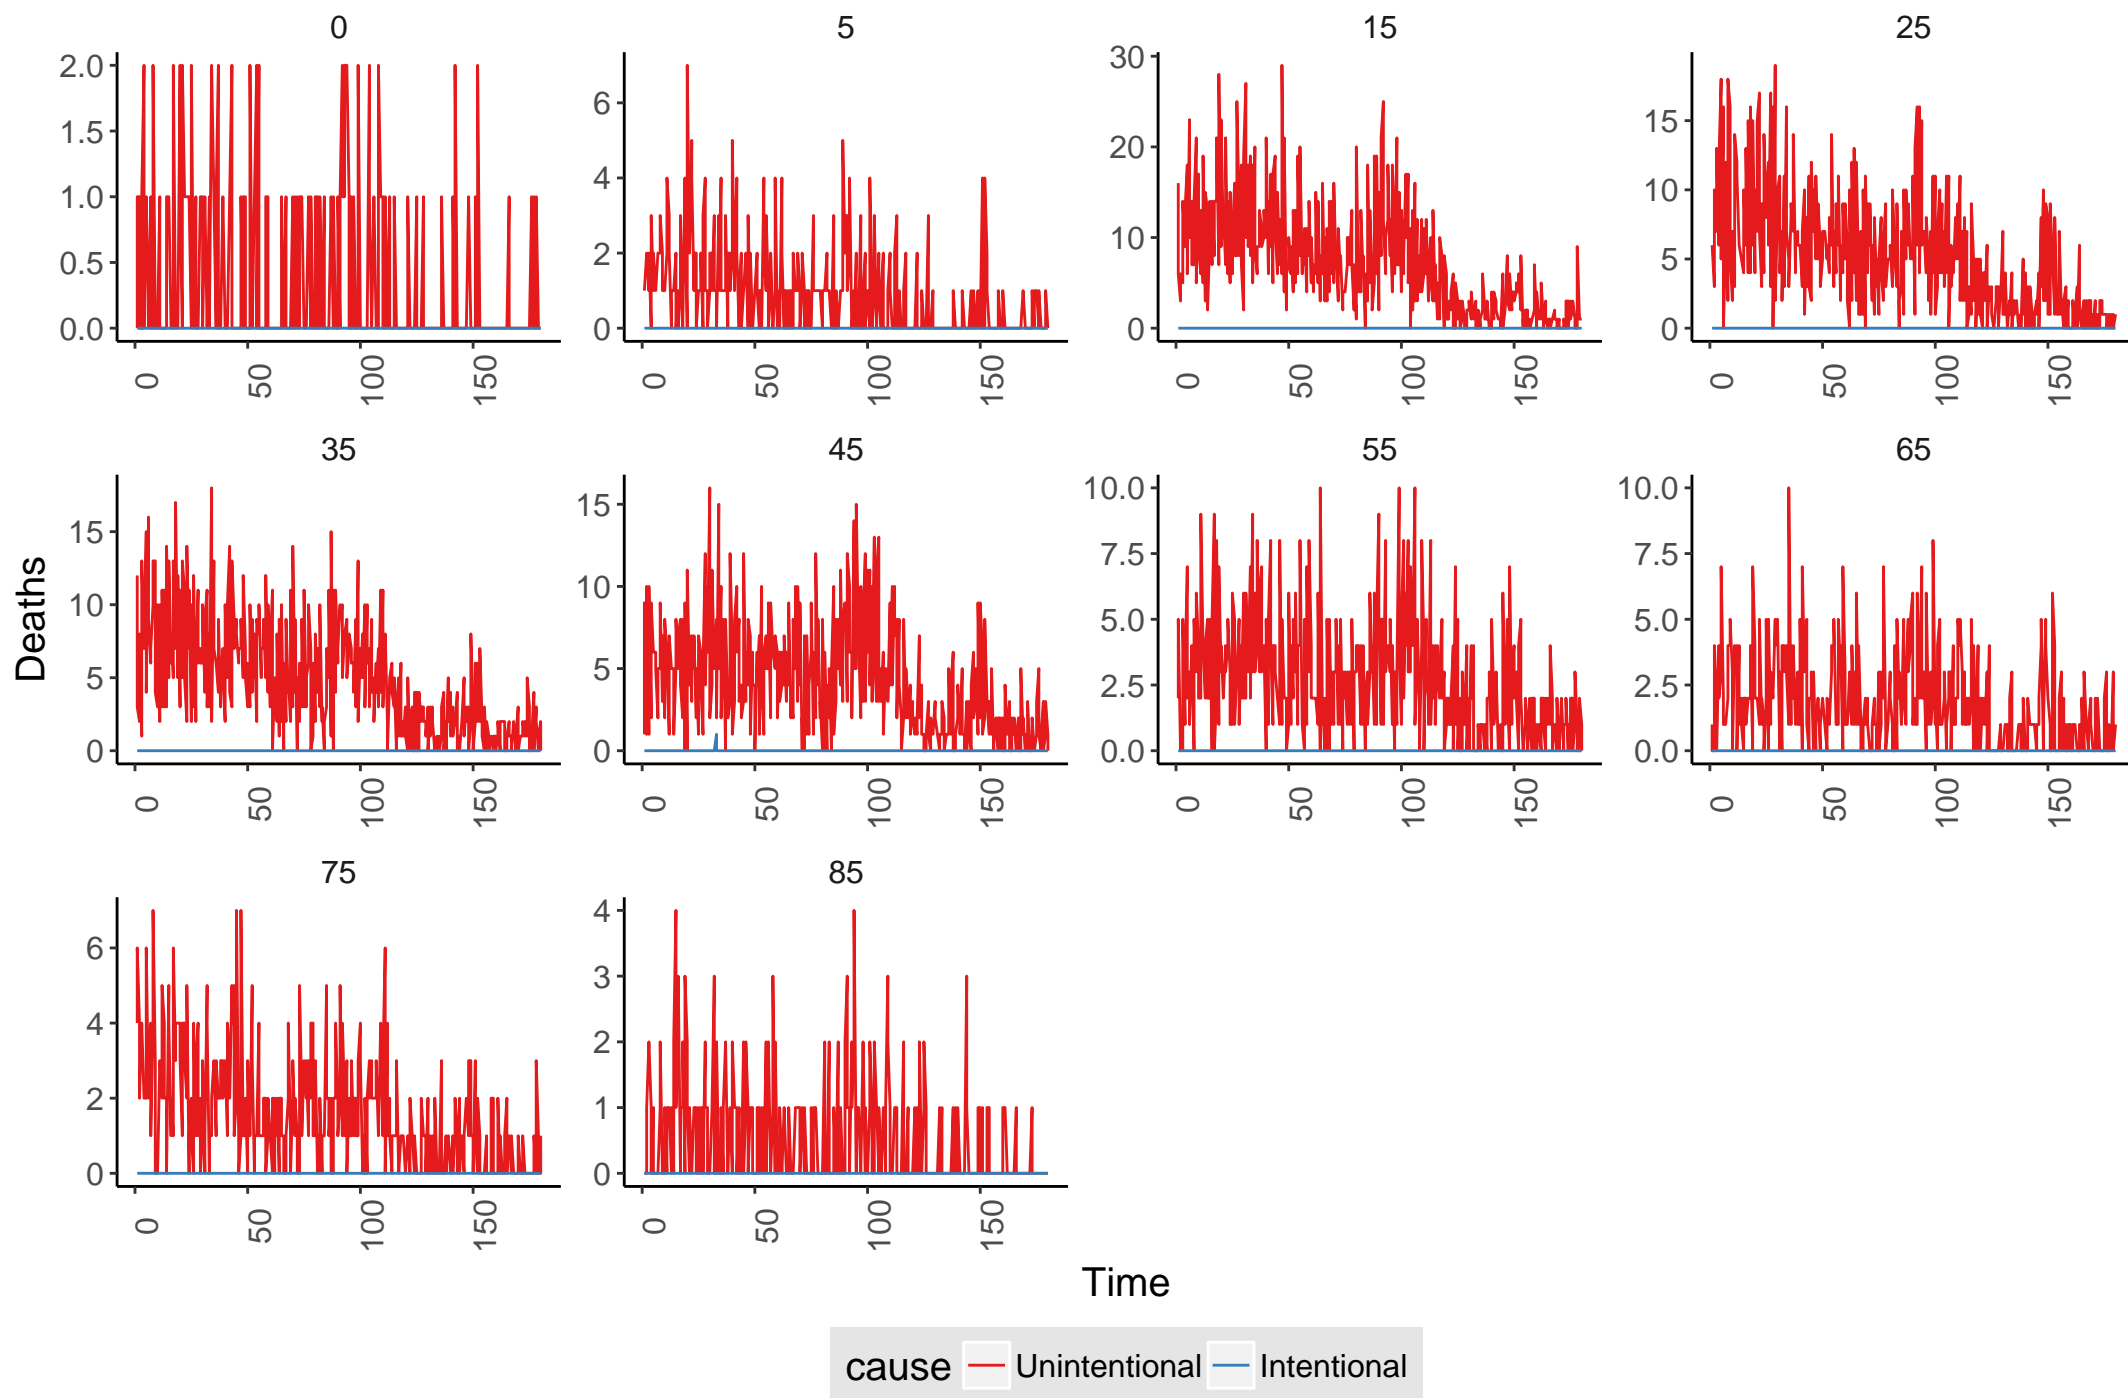 0 5 15 25
2.0 1.5 1.0 0.5 0.0
6 4 2 0
30 20 10 0
15 10 5 0
0 50 100 150 0 50 100 150 0 50 100 150 0 50 100 150
35 45 55 65
Deaths
15 10 5 0
15 10 5 0
10.0 7.5 5.0 2.5 0.0
10.0 7.5 5.0 2.5 0.0
0 50 100 150 0 50 100 150 0 50 100 150 0 50 100 150
75 85
6 4 2 0
4 3 2 1 0
0 50 100 150 0 50 100 150
Time
cause Unintentional Intentional